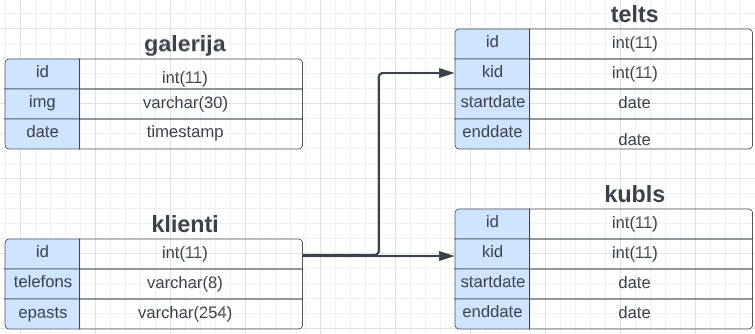 galerija
id int(11)
img varchar(30)
date timestamp
klienti
id int(11)
telefons varchar(8)
epasts varchar(254)
telts
id int(11)
kid int(11)
startdate date
enddate date
kubls
id int(11)
kid int(11)
startdate date
enddate date